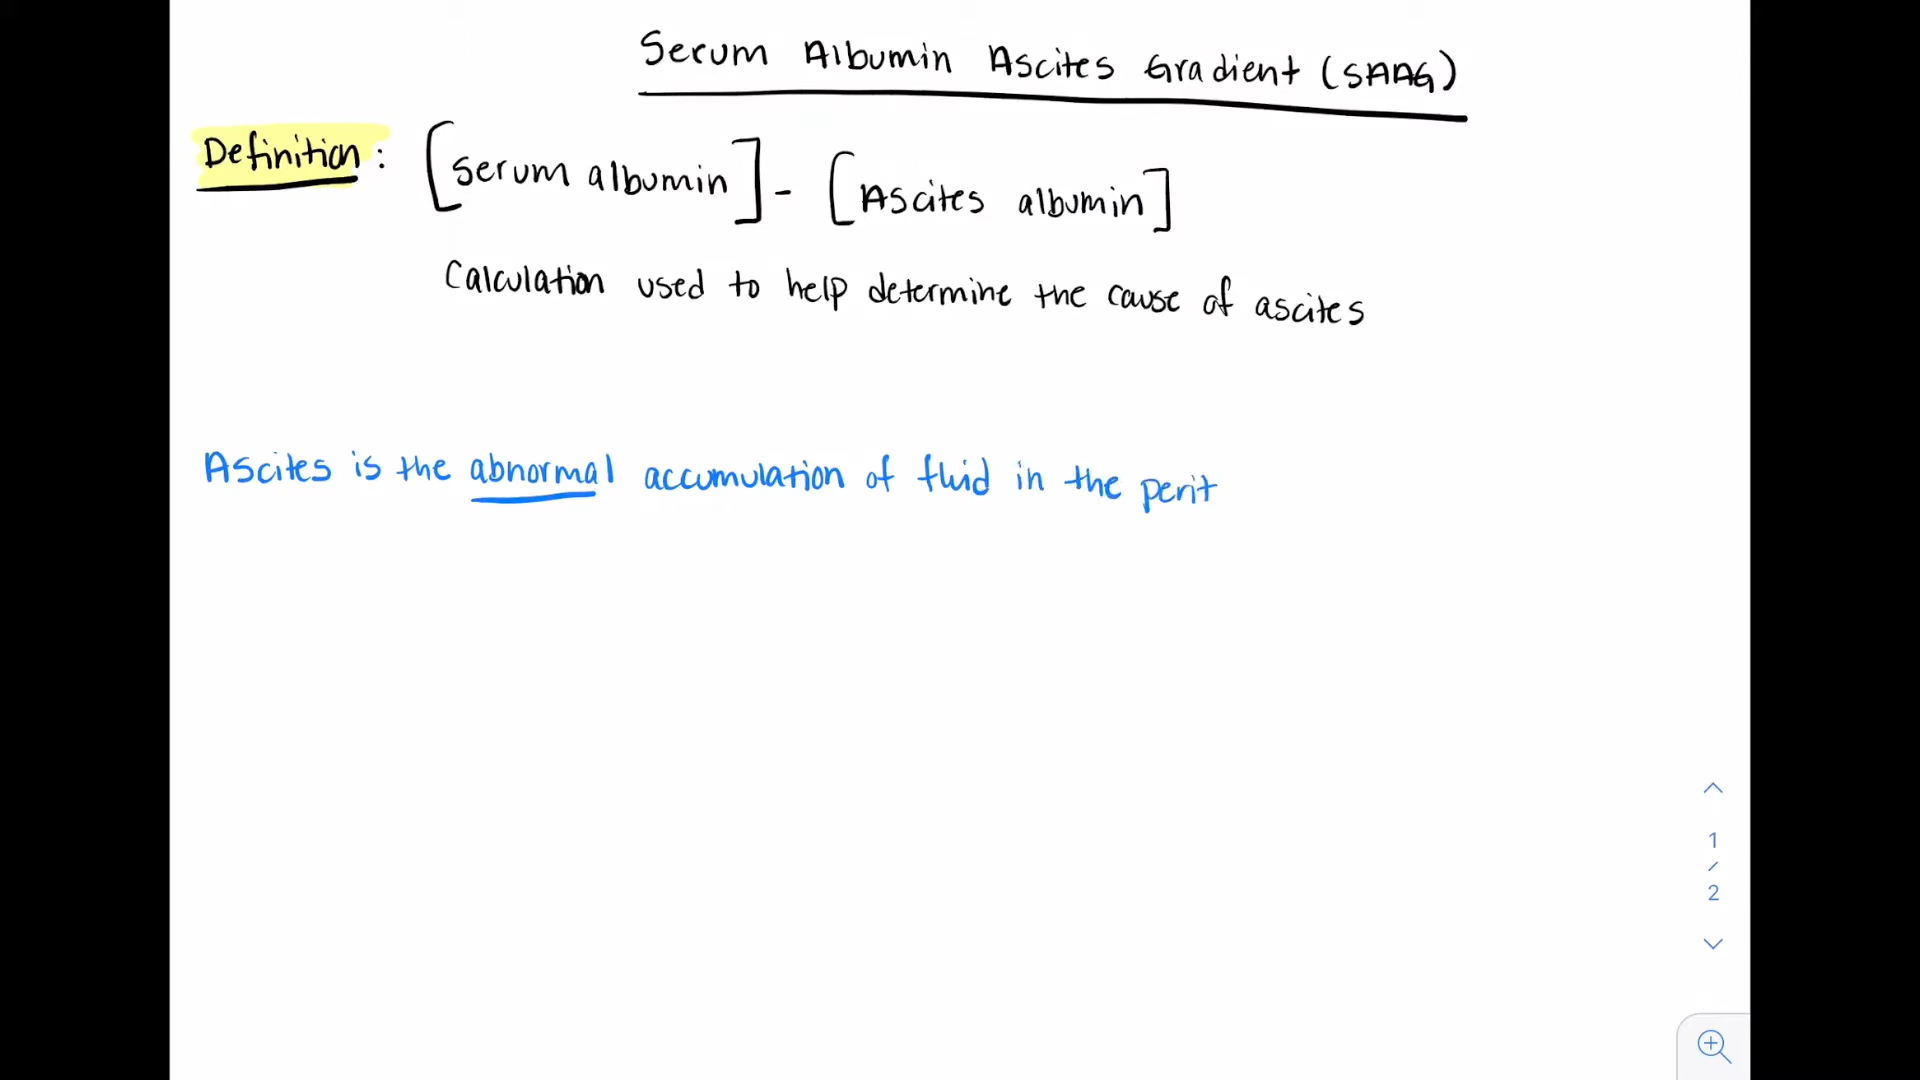 Serum Albumin Ascites Gradient (SAAG)
Definition: [serum albumin] - [Ascites albumin]
Calculation used to help determine the cause of ascites
Ascites is the abnormal accumulation of fluid in the perit
1
/
2